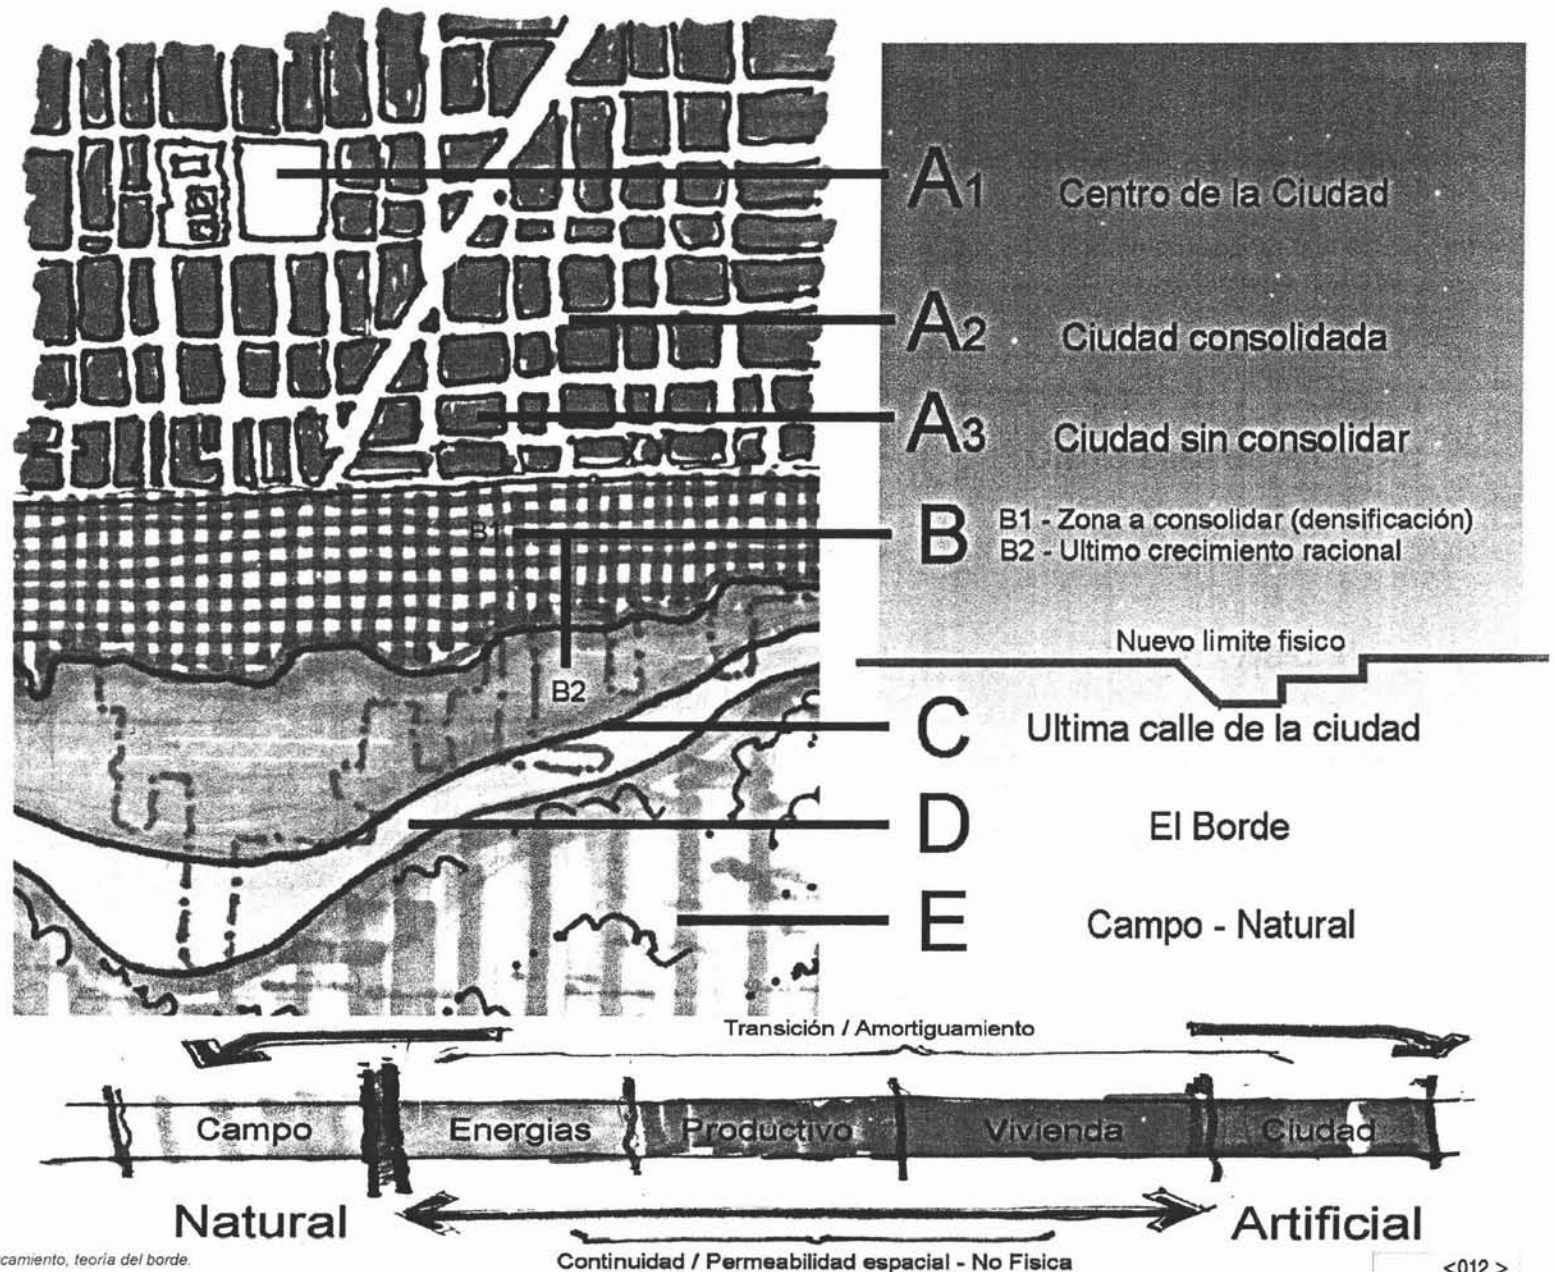 A1 Centro de la Ciudad
A2 Ciudad consolidada
A3 Ciudad sin consolidar
B1
B B1 - Zona a consolidar (densificación)
B2 - Ultimo crecimiento racional
Nuevo limite fisico
B2
C Ultima calle de la ciudad
D El Borde
E Campo - Natural
Transición / Amortiguamiento
Campo Energias Productivo Vivienda Ciudad
Natural Artificial
Continuidad / Permeabilidad espacial - No Fisica
teoría del borde.
<012 >